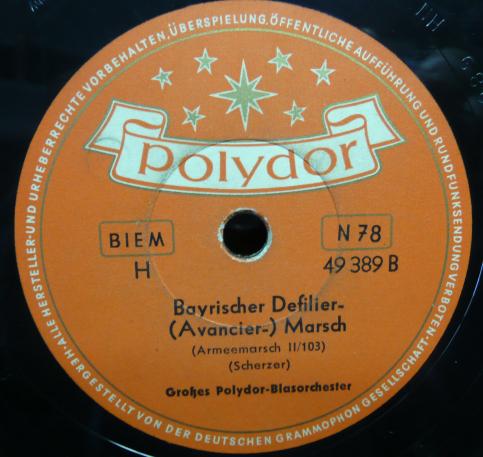 ALLE HERSTELLER- UND URHEBERRECHTE VORBEHALTEN, ÜBERSPIELUNG, ÖFFENTLICHE AUFFÜHRUNG UND RUNDFUNKSENDUNG VERBOTEN·
polydor
BIEM
N 78
H
49 389 B
Bayrischer Defilier-
(Avancier-) Marsch
(Armeemarsch II/103)
(Scherzer)
Großes Polydor-Blasorchester
HERGESTELLT VON DER DEUTSCHEN GRAMMOPHON GESELLSCHAFT·